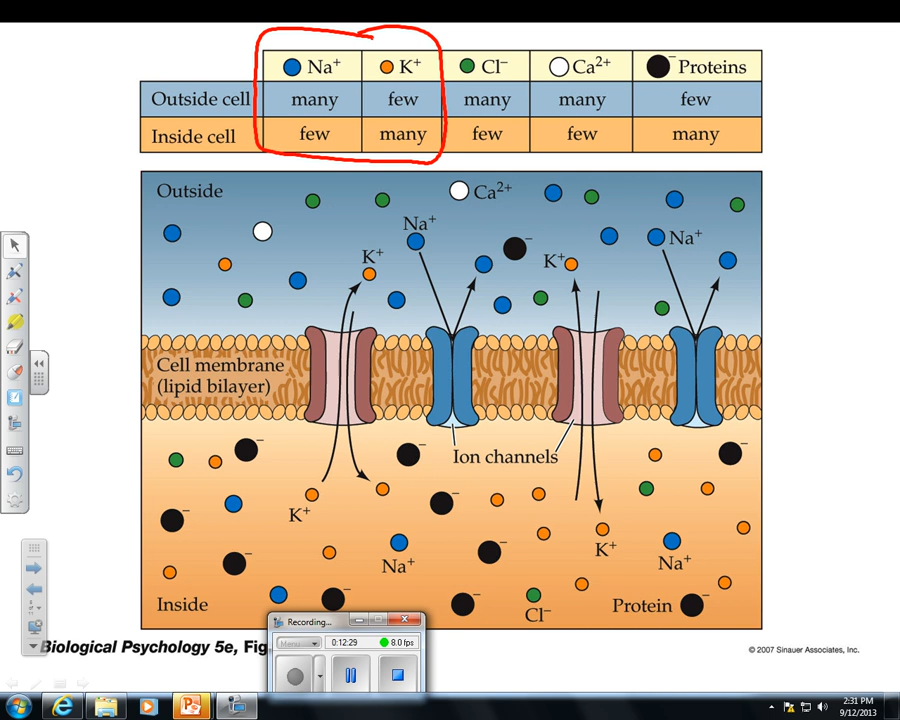 Na⁺ K⁺ Cl⁻ Ca²⁺ ⁻ Proteins
Outside cell many few many many few
Inside cell few many few few many
Outside
Ca²⁺
Na⁺
Na⁺
K⁺
K⁺
Cell membrane
(lipid bilayer)
Ion channels
K⁺
K⁺
Na⁺
Na⁺
Inside
Cl⁻
Protein
Recording...
Menu
0:12:29
8.0 fps
Biological Psychology 5e, Fig
© 2007 Sinauer Associates, Inc.
2:31 PM
9/12/2013